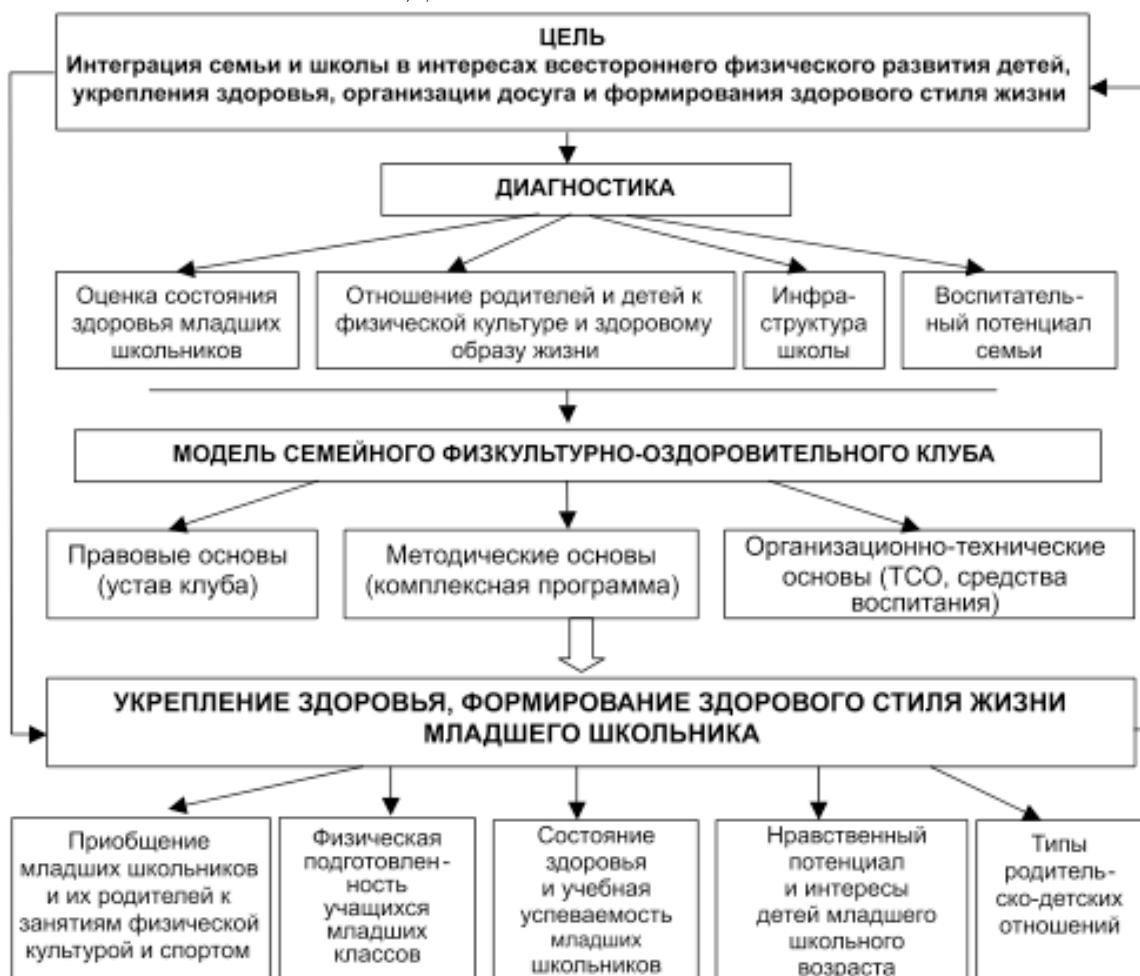 ЦЕЛЬ
Интеграция семьи и школы в интересах всестороннего физического развития детей,
укрепления здоровья, организации досуга и формирования здорового стиля жизни
ДИАГНОСТИКА
Оценка состояния
здоровья младших
школьников
Отношение родителей и детей к
физической культуре и здоровому
образу жизни
Инфра-
структура
школы
Воспитатель-
ный потенциал
семьи
МОДЕЛЬ СЕМЕЙНОГО ФИЗКУЛЬТУРНО-ОЗДОРОВИТЕЛЬНОГО КЛУБА
Правовые основы
(устав клуба)
Методические основы
(комплексная программа)
Организационно-технические
основы (ТСО, средства
воспитания)
УКРЕПЛЕНИЕ ЗДОРОВЬЯ, ФОРМИРОВАНИЕ ЗДОРОВОГО СТИЛЯ ЖИЗНИ
МЛАДШЕГО ШКОЛЬНИКА
Приобщение
младших школьников
и их родителей к
занятиям физической
культурой и спортом
Физическая
подготовлен-
ность
учащихся
младших
классов
Состояние
здоровья
и учебная
успеваемость
младших
школьников
Нравственный
потенциал
и интересы
детей младшего
школьного
возраста
Типы
родитель-
ско-детских
отношений